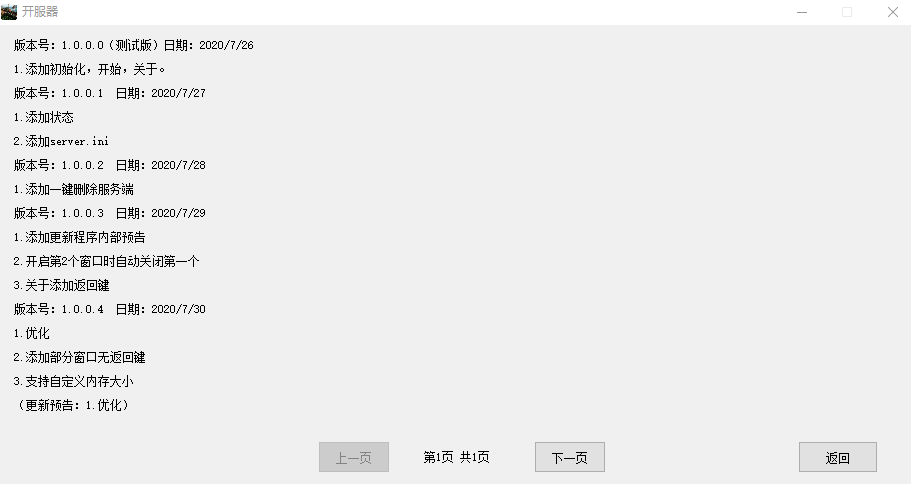 开服器
版本号：1.0.0.0（测试版）日期：2020/7/26
1.添加初始化，开始，关于。
版本号：1.0.0.1  日期：2020/7/27
1.添加状态
2.添加server.ini
版本号：1.0.0.2  日期：2020/7/28
1.添加一键删除服务端
版本号：1.0.0.3  日期：2020/7/29
1.添加更新程序内部预告
2.开启第2个窗口时自动关闭第一个
3.关于添加返回键
版本号：1.0.0.4  日期：2020/7/30
1.优化
2.添加部分窗口无返回键
3.支持自定义内存大小
（更新预告：1.优化）
上一页 第1页 共1页 下一页 返回